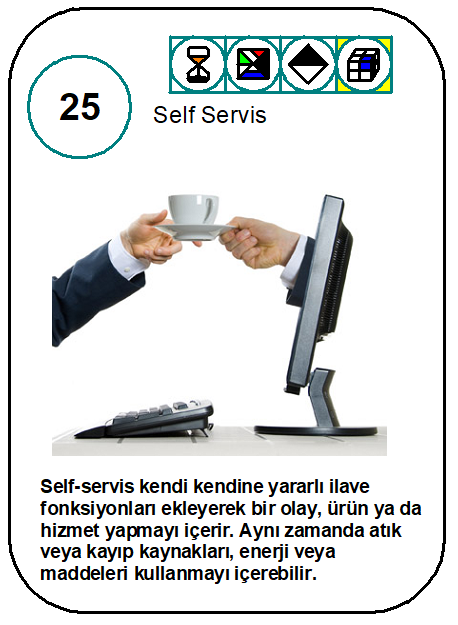 25
Self Servis
Self-servis kendi kendine yararlı ilave
fonksiyonları ekleyerek bir olay, ürün ya da
hizmet yapmayı içerir. Aynı zamanda atık
veya kayıp kaynakları, enerji veya
maddeleri kullanmayı içerebilir.